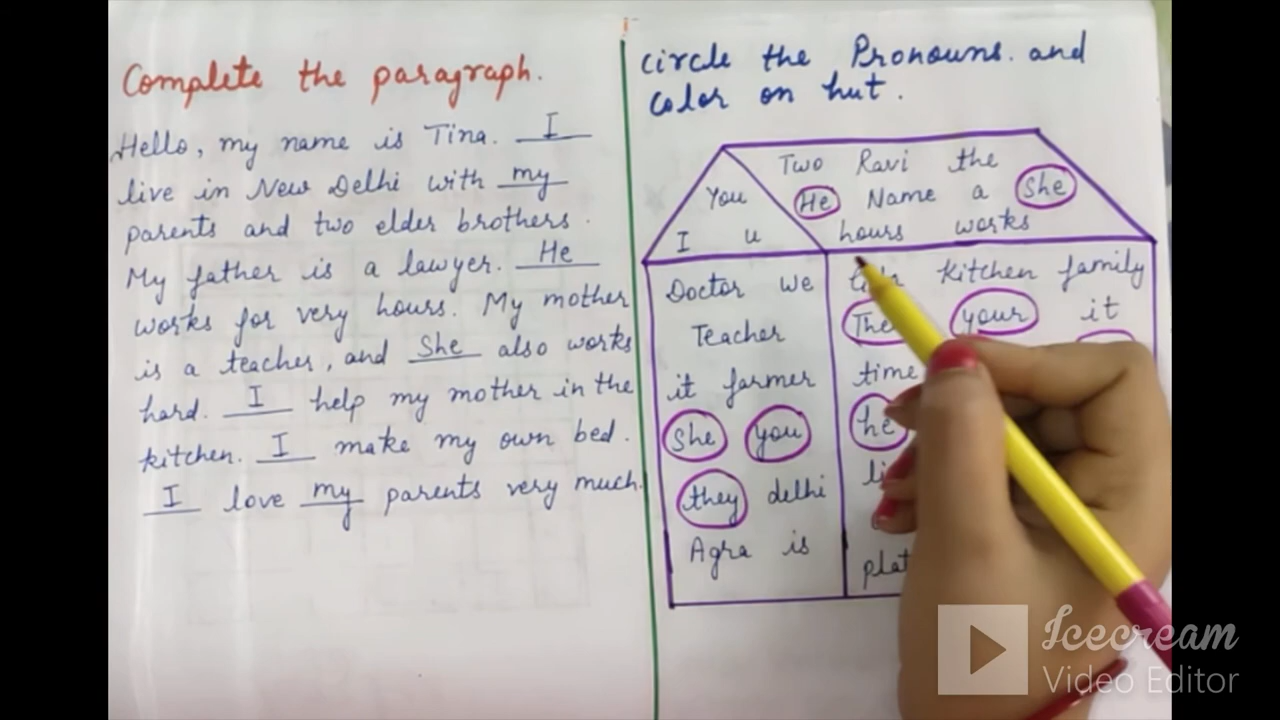 Complete the paragraph.
Hello, my name is Tina. I
live in New Delhi with my
parents and two elder brothers.
My father is a lawyer. He
works for very hours. My mother
is a teacher, and She also works
hard. I help my mother in the
kitchen. I make my own bed.
I love my parents very much.
Circle the Pronouns. and
Color on hut.
You
I u
Two Ravi the
He Name a She
hours works
Doctor we
Teacher
it farmer
She you
they delhi
Agra is
kitchen family
your it
time
he
Icecream
Video Editor